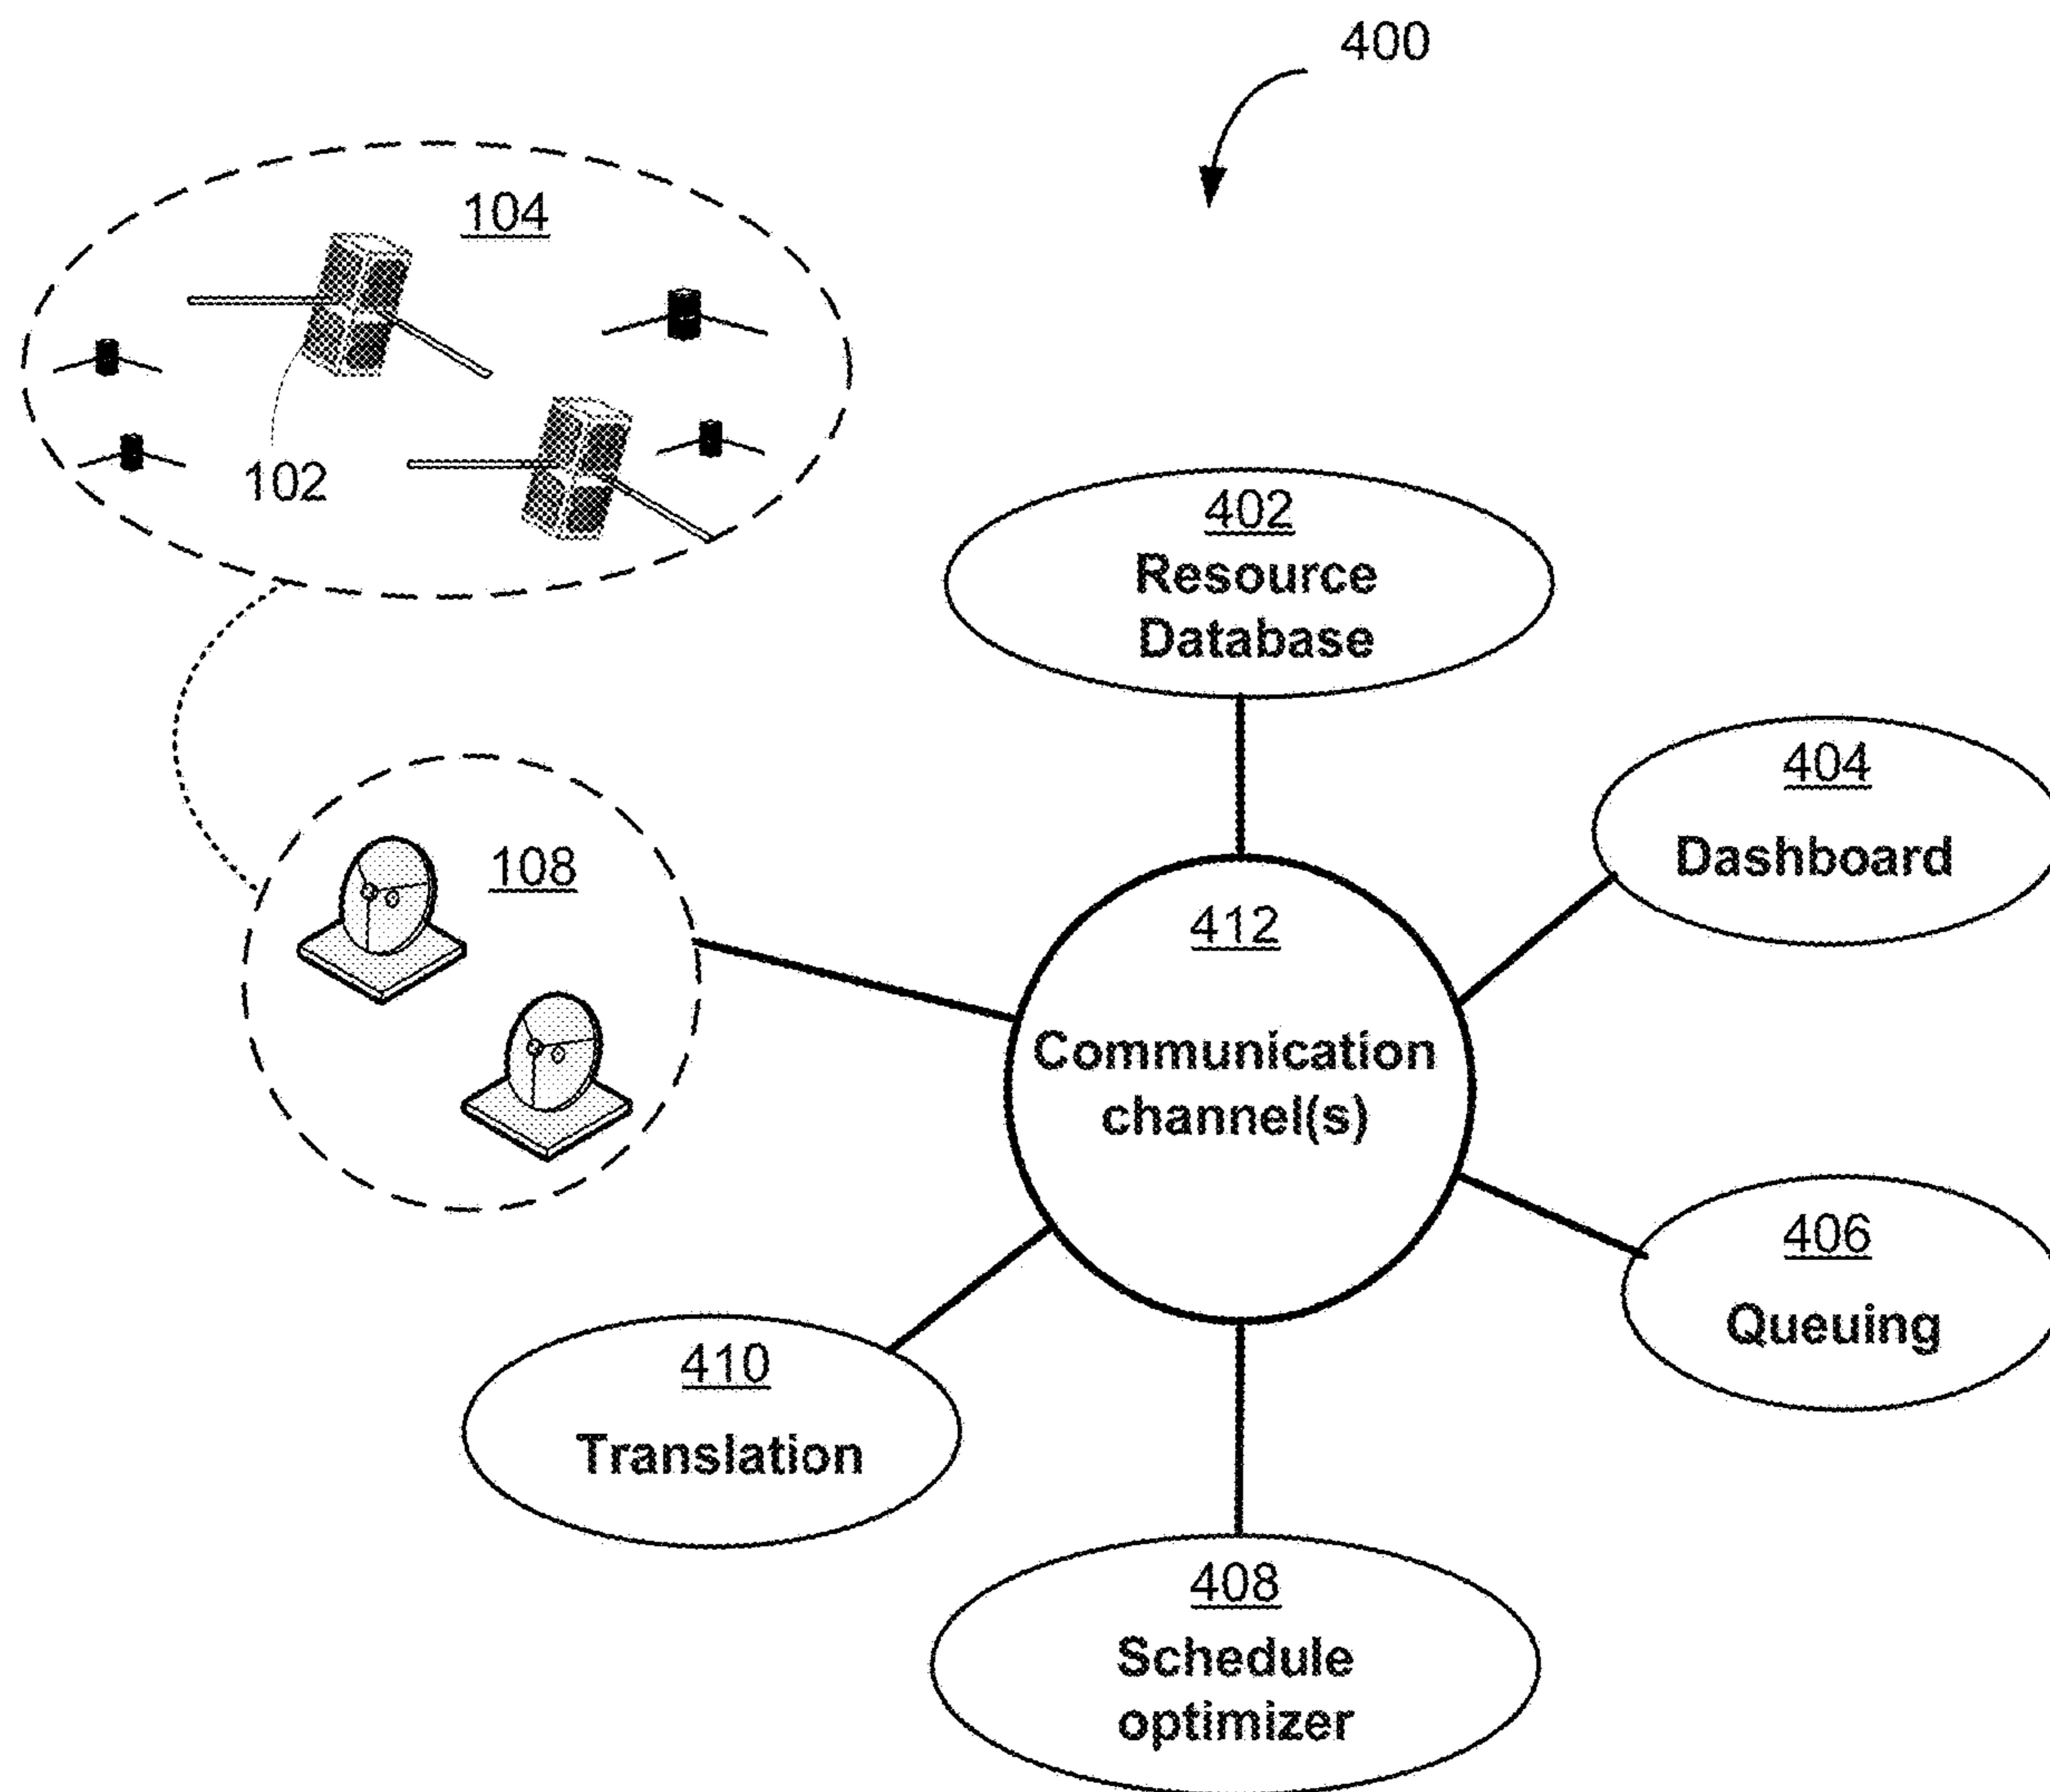 400
104
102
402
Resource
Database
404
Dashboard
108
412
Communication
channel(s)
406
Queuing
410
Translation
408
Schedule
optimizer